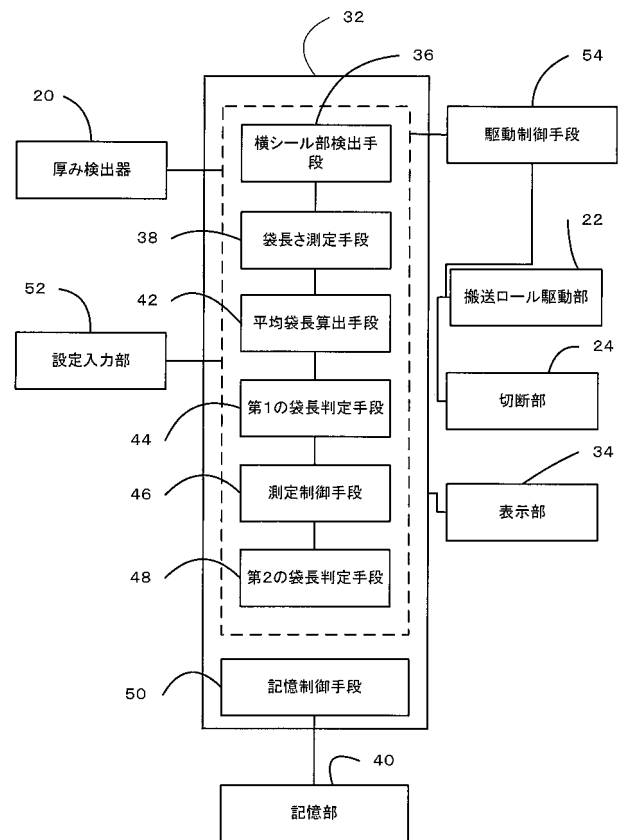 32
36
54
20
横シール部検出手
段
駆動制御手段
厚み検出器
38
袋長さ測定手段
22
52
42
平均袋長算出手段
搬送ロール駆動部
設定入力部
24
第1の袋長判定手段
切断部
44
34
46
測定制御手段
表示部
48
第2の袋長判定手段
50
記憶制御手段
40
記憶部